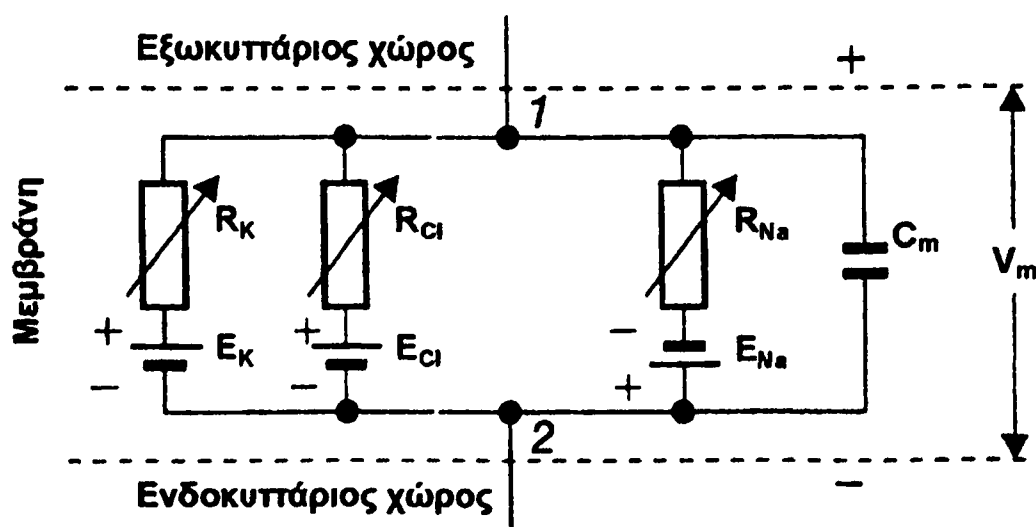 Εξωκυττάριος χώρος
+
1
Μεμβράνη
R_K
R_Cl
R_Na
C_m
V_m
+
E_K
−
+
E_Cl
−
−
E_Na
+
2
Ενδοκυττάριος χώρος
−